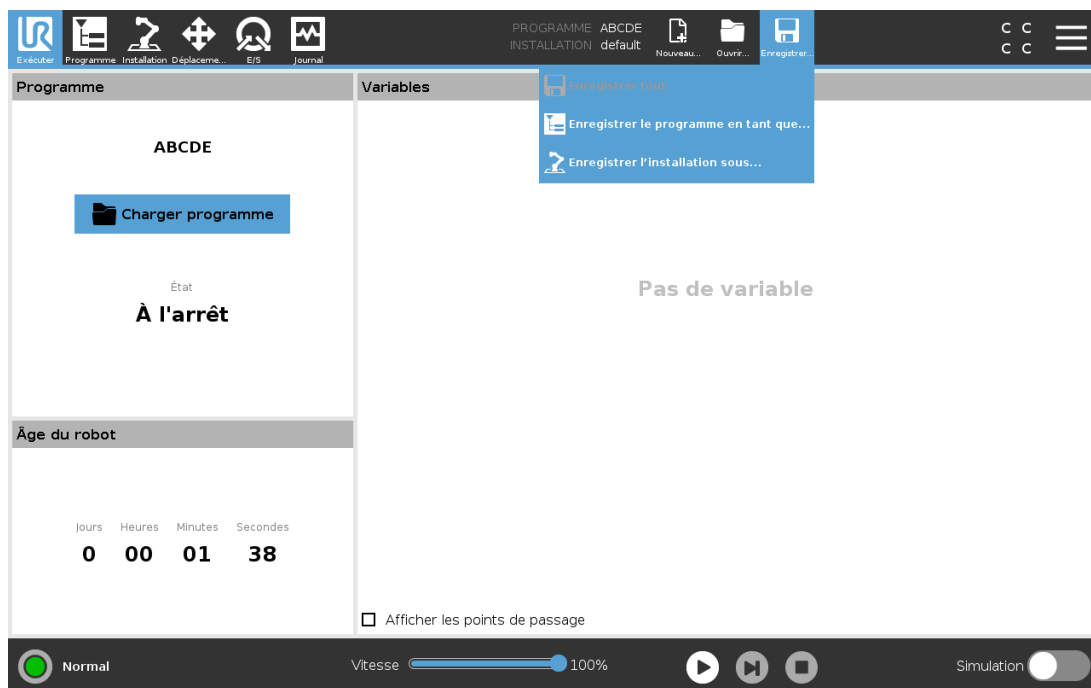 PROGRAMME ABCDE
INSTALLATION default
Exécuter Programme Installation Déplaceme... E/S Journal Nouveau... Ouvrir... Enregistrer...
C C
C C
Programme
Variables
Enregistrer tout
Enregistrer le programme en tant que...
Enregistrer l'installation sous...
ABCDE
Charger programme
État
À l'arrêt
Pas de variable
Âge du robot
Jours Heures Minutes Secondes
0 00 01 38
Afficher les points de passage
Normal
Vitesse 100%
Simulation